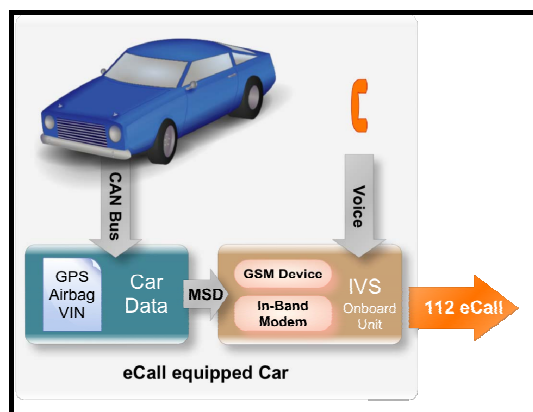 CAN Bus
Voice
GPS
Airbag
VIN
Car
Data
MSD
GSM Device
In-Band
Modem
IVS
Onboard
Unit
112 eCall
eCall equipped Car